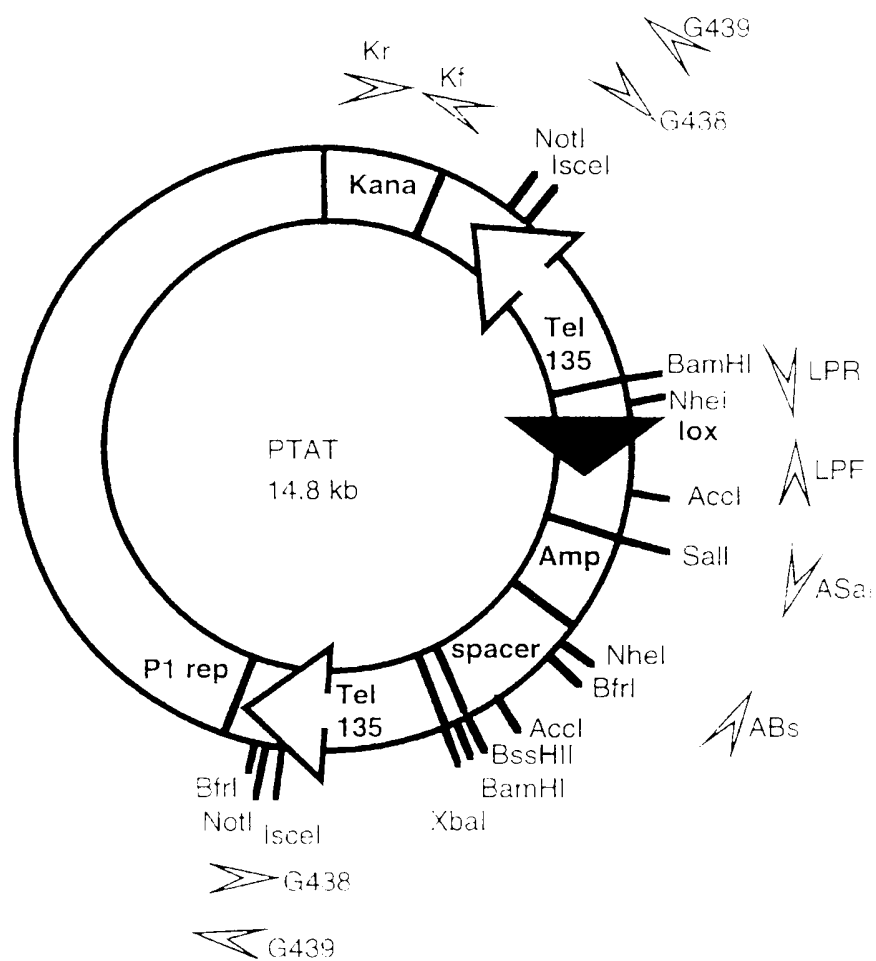 G439
Kr
Kf
G438
NotI
IsceI
Kana
Tel
135
BamHI
LPR
NheI
lox
PTAT
14.8 kb
LPF
AccI
Amp
SalI
ASal
spacer
P1 rep
NheI
BfrI
Tel
135
AccI
ABs
BssHII
BfrI
BamHI
NotI
IsceI
XbaI
G438
G439